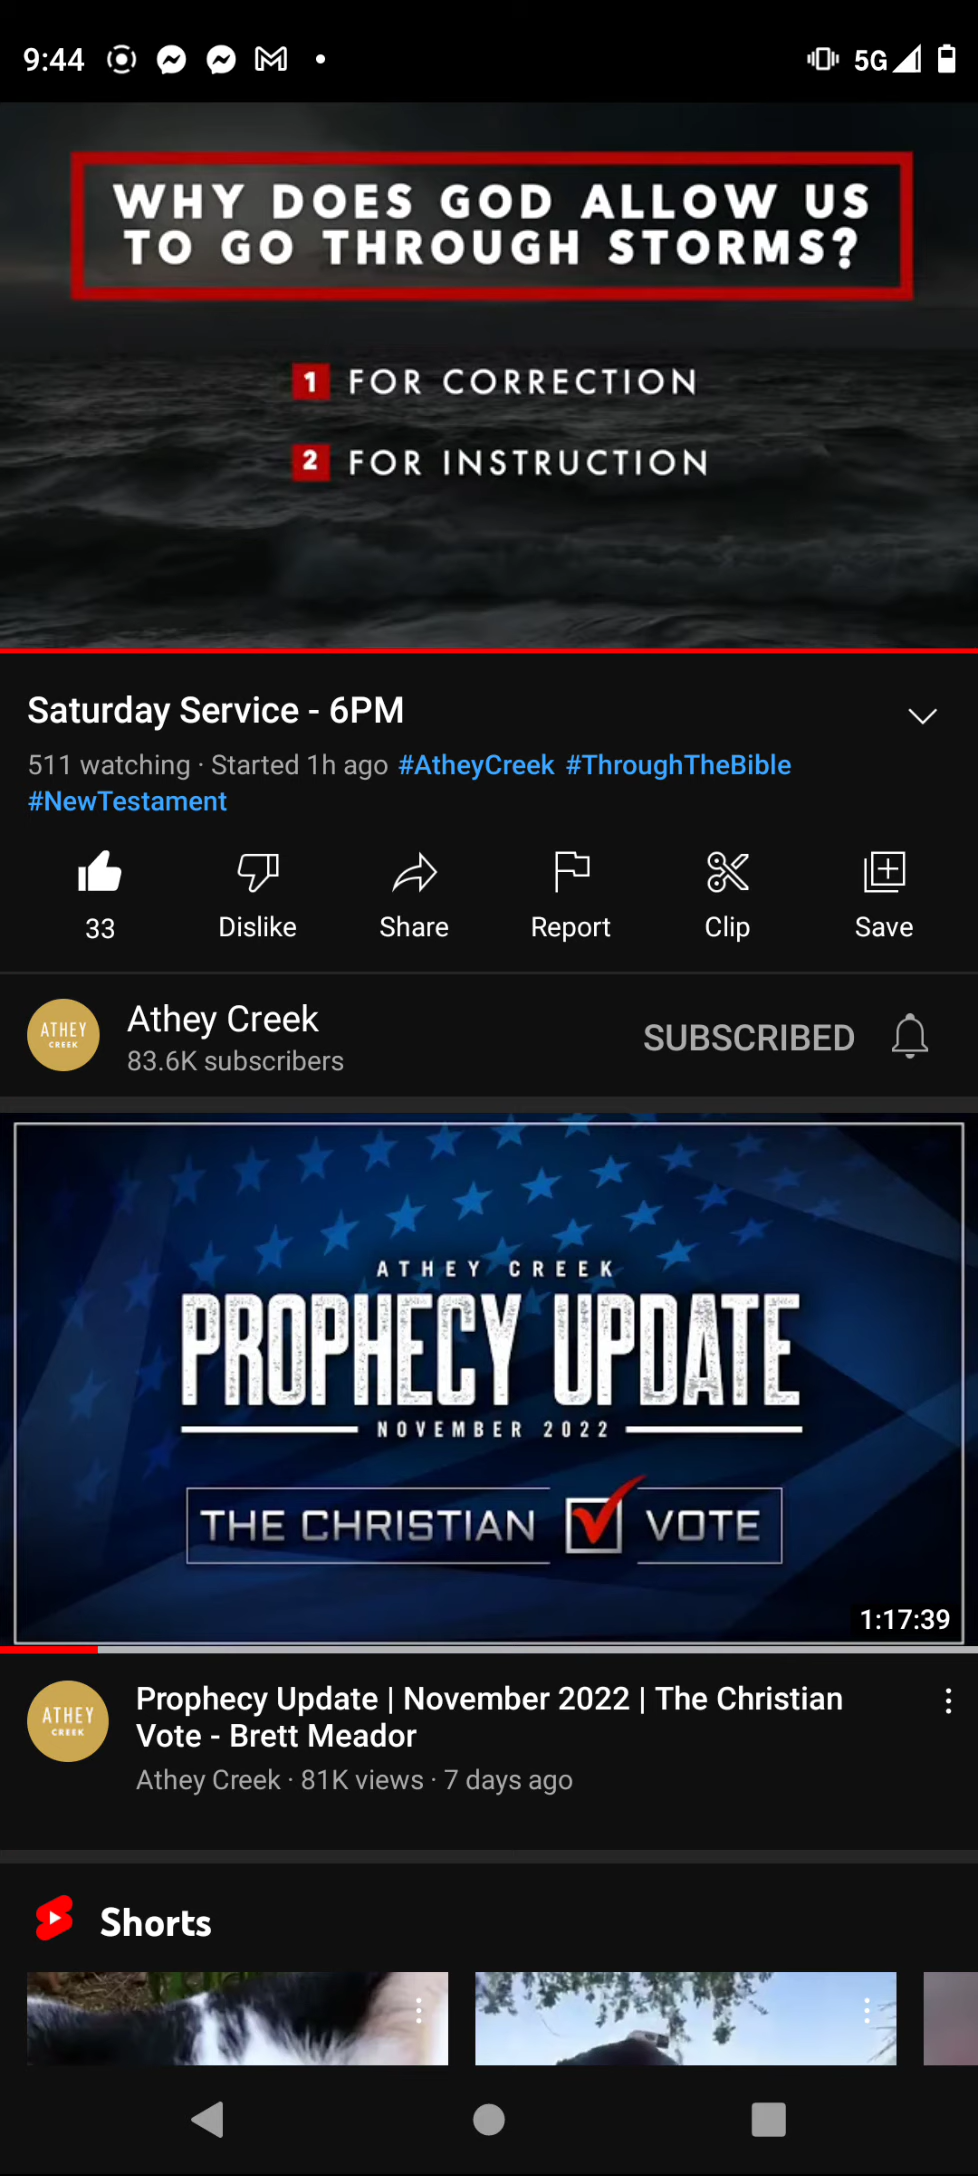 9:44
5G
WHY DOES GOD ALLOW US
TO GO THROUGH STORMS?
1 FOR CORRECTION
2 FOR INSTRUCTION
Saturday Service - 6PM
511 watching · Started 1h ago #AtheyCreek #ThroughTheBible
#NewTestament
33
Dislike
Share
Report
Clip
Save
ATHEY
CREEK
Athey Creek
83.6K subscribers
SUBSCRIBED
ATHEY CREEK
PROPHECY UPDATE
NOVEMBER 2022
THE CHRISTIAN VOTE
1:17:39
ATHEY
CREEK
Prophecy Update | November 2022 | The Christian
Vote - Brett Meador
Athey Creek · 81K views · 7 days ago
Shorts